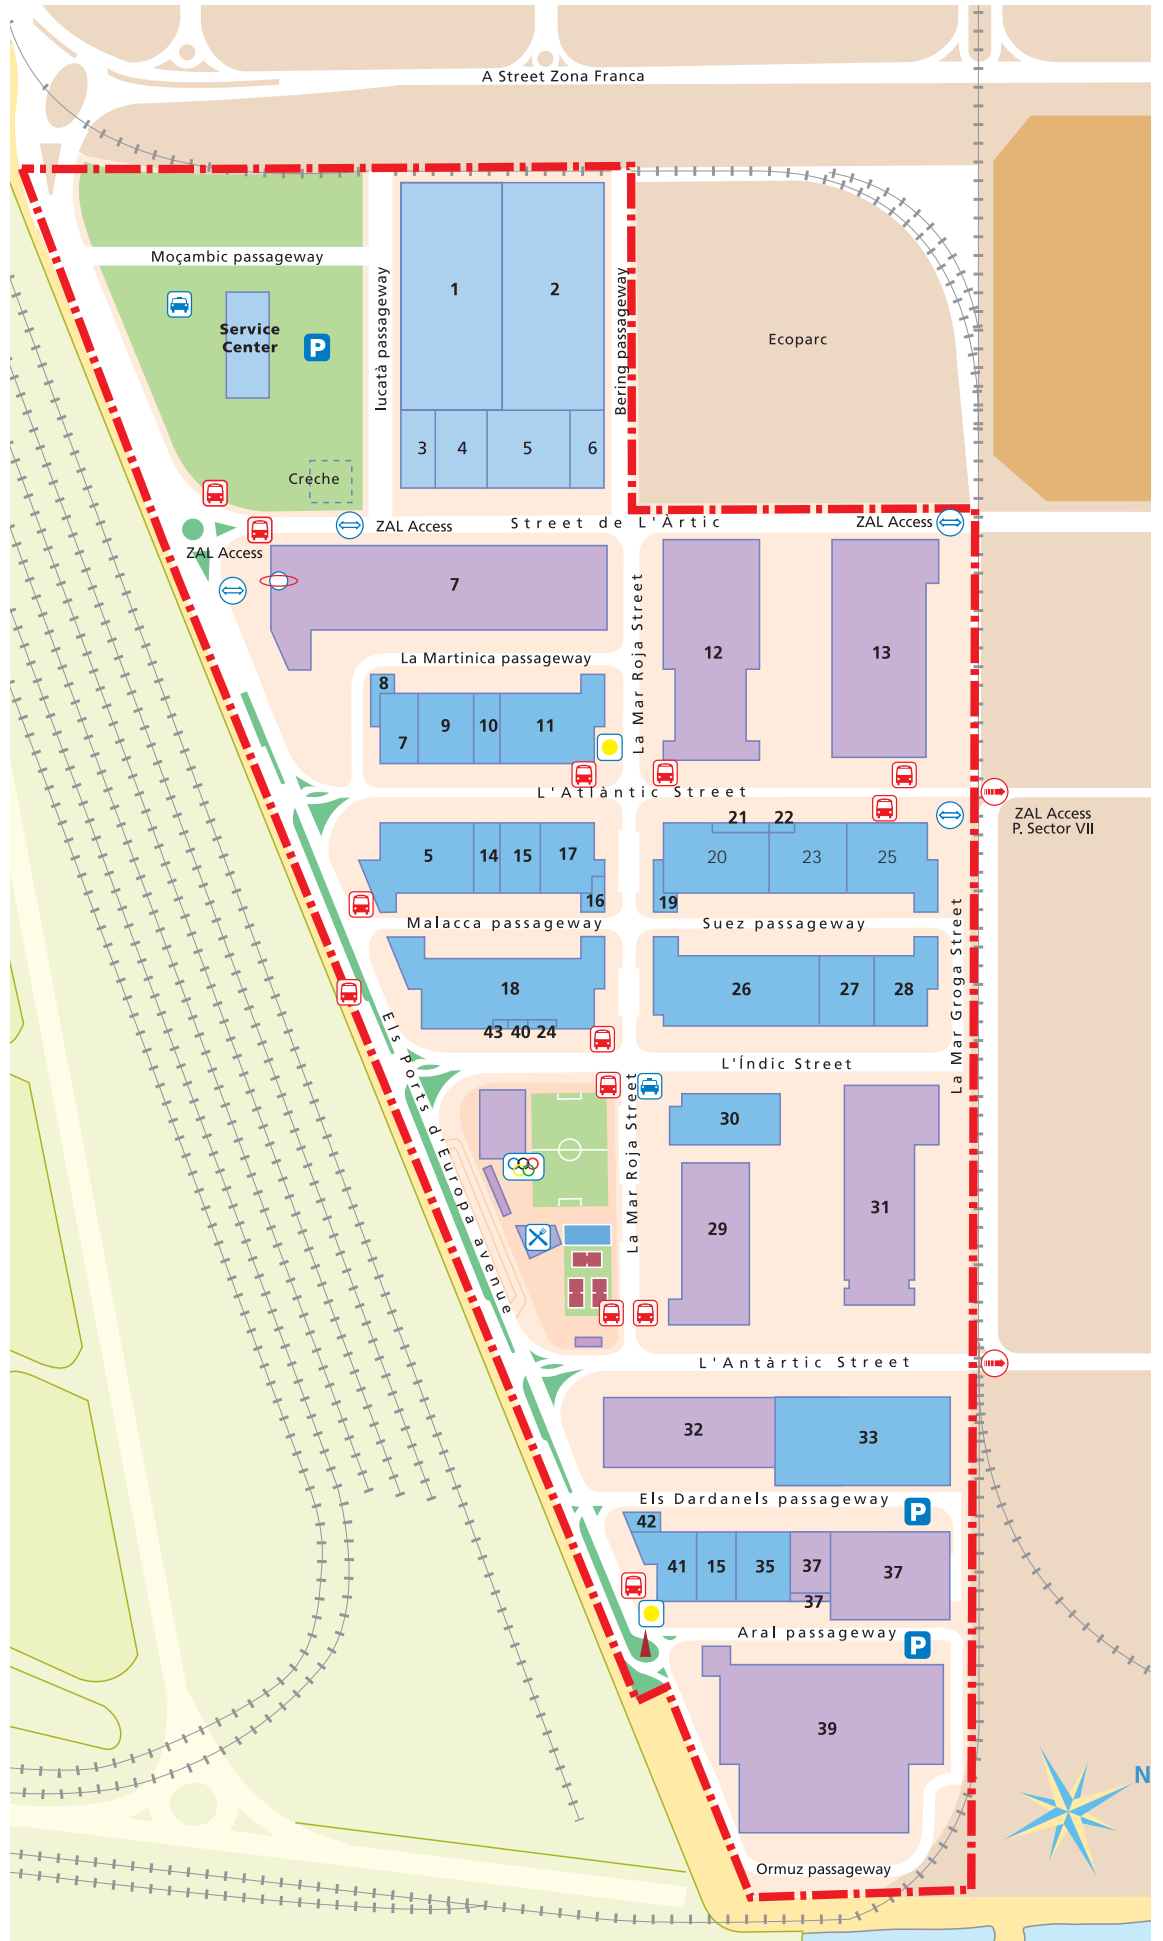 A Street Zona Franca
Moçambic passageway
Iucatà passageway
Bering passageway
1
2
Service
Center
P
Ecoparc
3
4
5
6
Creche
ZAL Access
Street de L'Àrtic
ZAL Access
ZAL Access
7
La Mar Roja Street
12
13
La Martinica passageway
8
7
9
10
11
L'Atlàntic Street
ZAL Access
P. Sector VII
21
22
5
14
15
17
20
23
25
16
19
Malacca passageway
Suez passageway
La Mar Groga Street
18
26
27
28
43
40
24
Els Ports d'Europa avenue
L'Índic Street
La Mar Roja Street
30
29
31
L'Antàrtic Street
32
33
Els Dardanels passageway
P
42
41
15
35
37
37
37
Aral passageway
P
39
N
Ormuz passageway